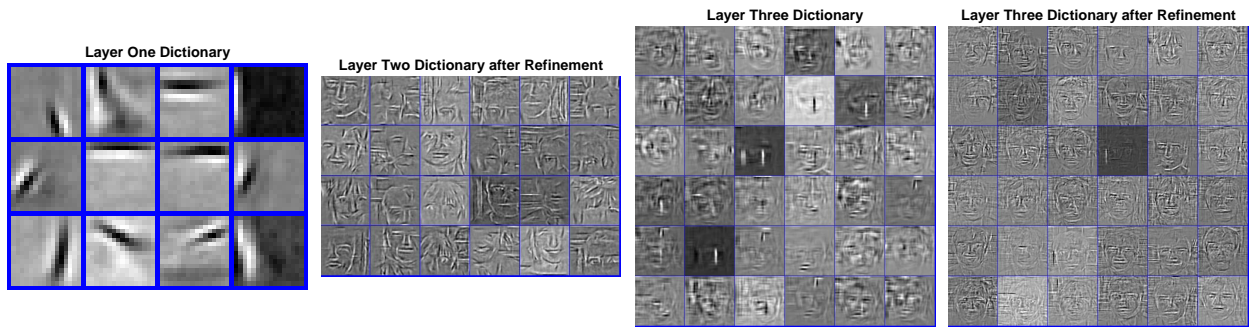 Layer One Dictionary
Layer Two Dictionary after Refinement
Layer Three Dictionary
Layer Three Dictionary after Refinement